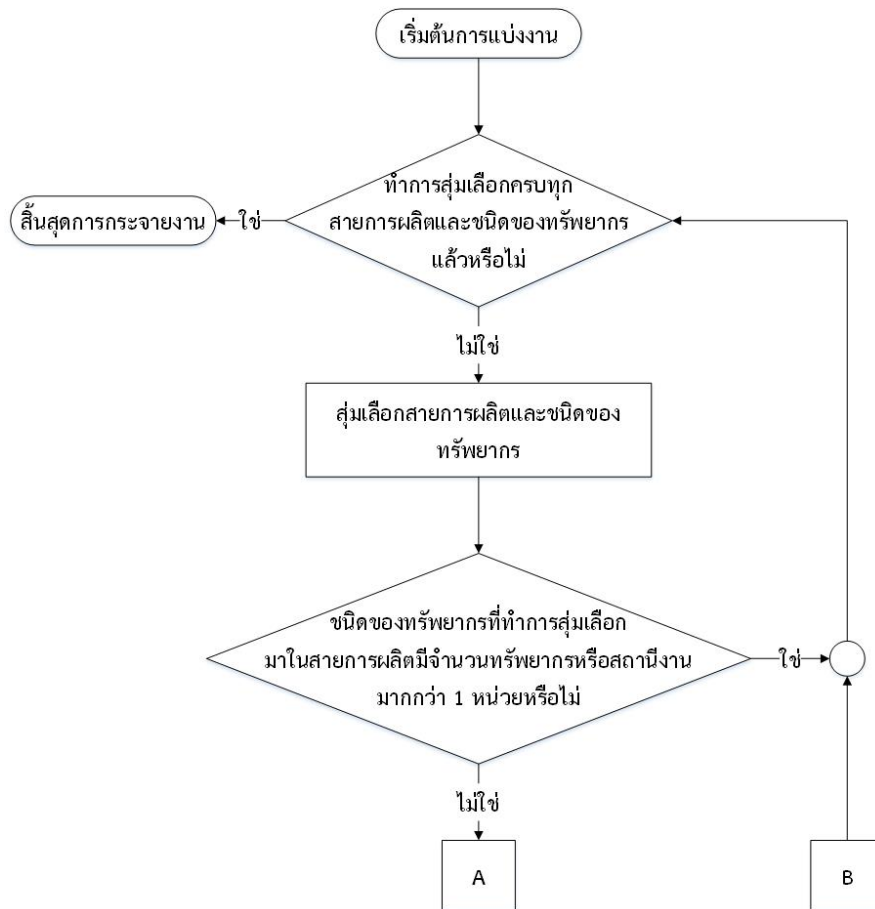 เริ่มต้นการแบ่งงาน
ทำการสุ่มเลือกครบทุก
สายการผลิตและชนิดของทรัพยากร
แล้วหรือไม่
ใช่
สิ้นสุดการกระจายงาน
ไม่ใช่
สุ่มเลือกสายการผลิตและชนิดของ
ทรัพยากร
ชนิดของทรัพยากรที่ทำการสุ่มเลือก
มาในสายการผลิตมีจำนวนทรัพยากรหรือสถานีงาน
มากกว่า 1 หน่วยหรือไม่
ใช่
ไม่ใช่
A
B